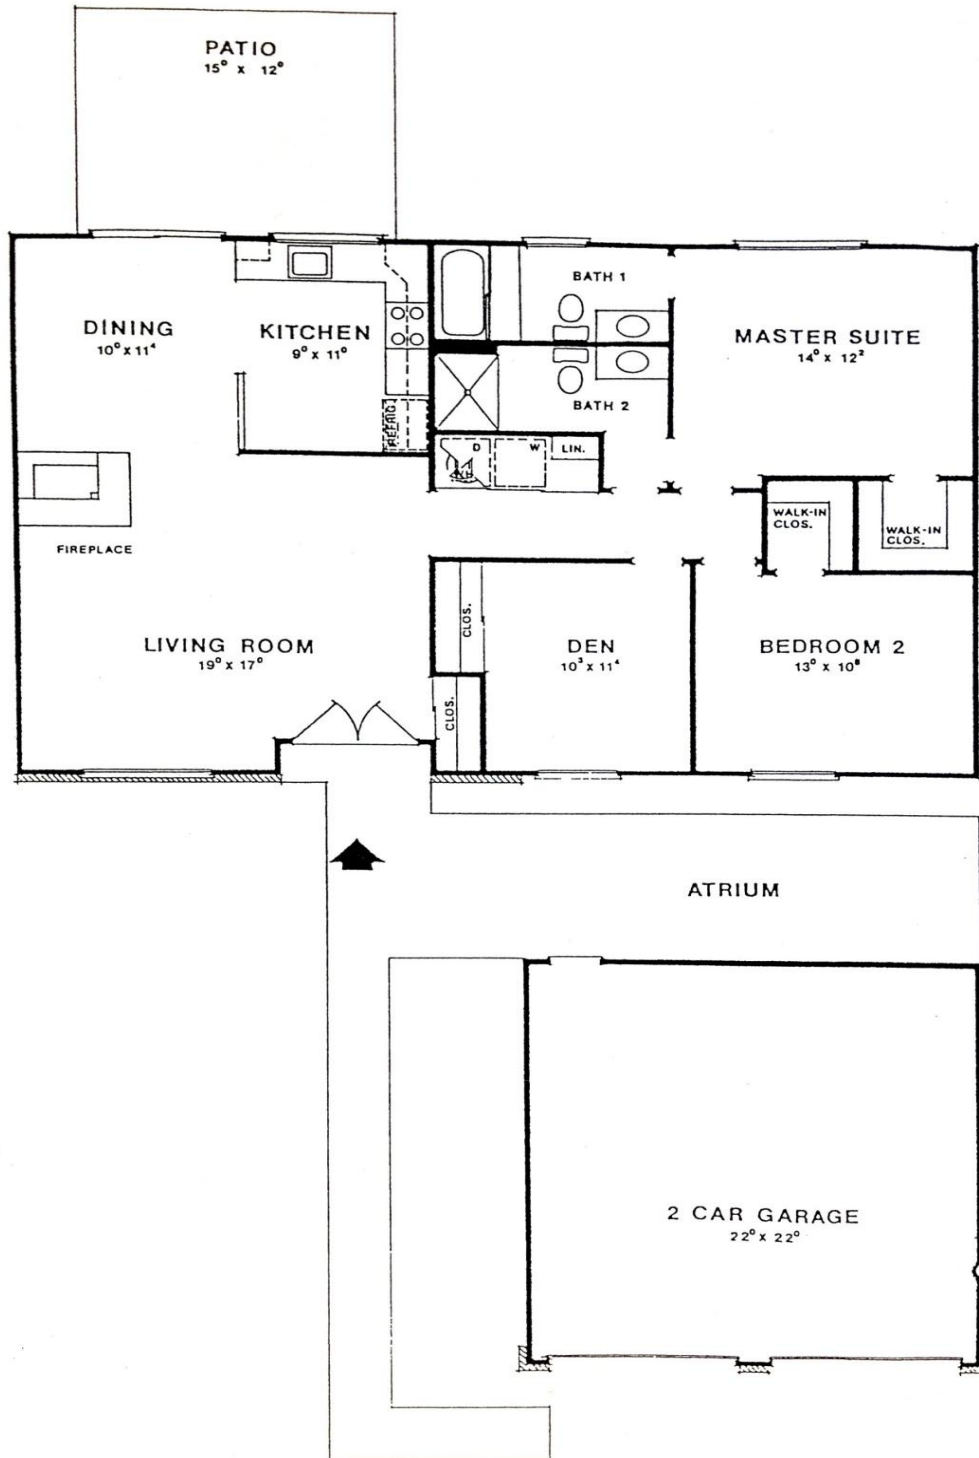 PATIO
15⁰ x 12⁰
DINING
10⁰ x 11⁴
KITCHEN
9⁰ x 11⁰
REFRIG.
BATH 1
BATH 2
D
W
LIN.
MASTER SUITE
14⁰ x 12²
WALK-IN
CLOS.
WALK-IN
CLOS.
FIREPLACE
LIVING ROOM
19⁰ x 17⁰
CLOS.
CLOS.
DEN
10³ x 11⁴
BEDROOM 2
13⁰ x 10⁸
ATRIUM
2 CAR GARAGE
22⁰ x 22⁰